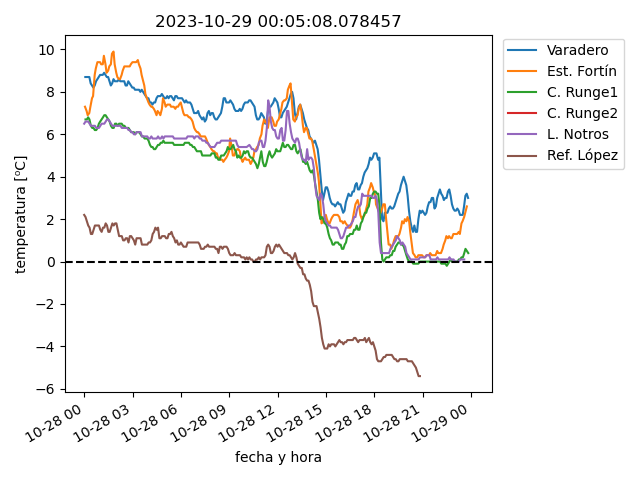 2023-10-29 00:05:08.078457
Varadero
Est. Fortín
C. Runge1
C. Runge2
L. Notros
Ref. López
temperatura [ºC]
10
8
6
4
2
0
−2
−4
−6
10-28 00
10-28 03
10-28 06
10-28 09
10-28 12
10-28 15
10-28 18
10-28 21
10-29 00
fecha y hora